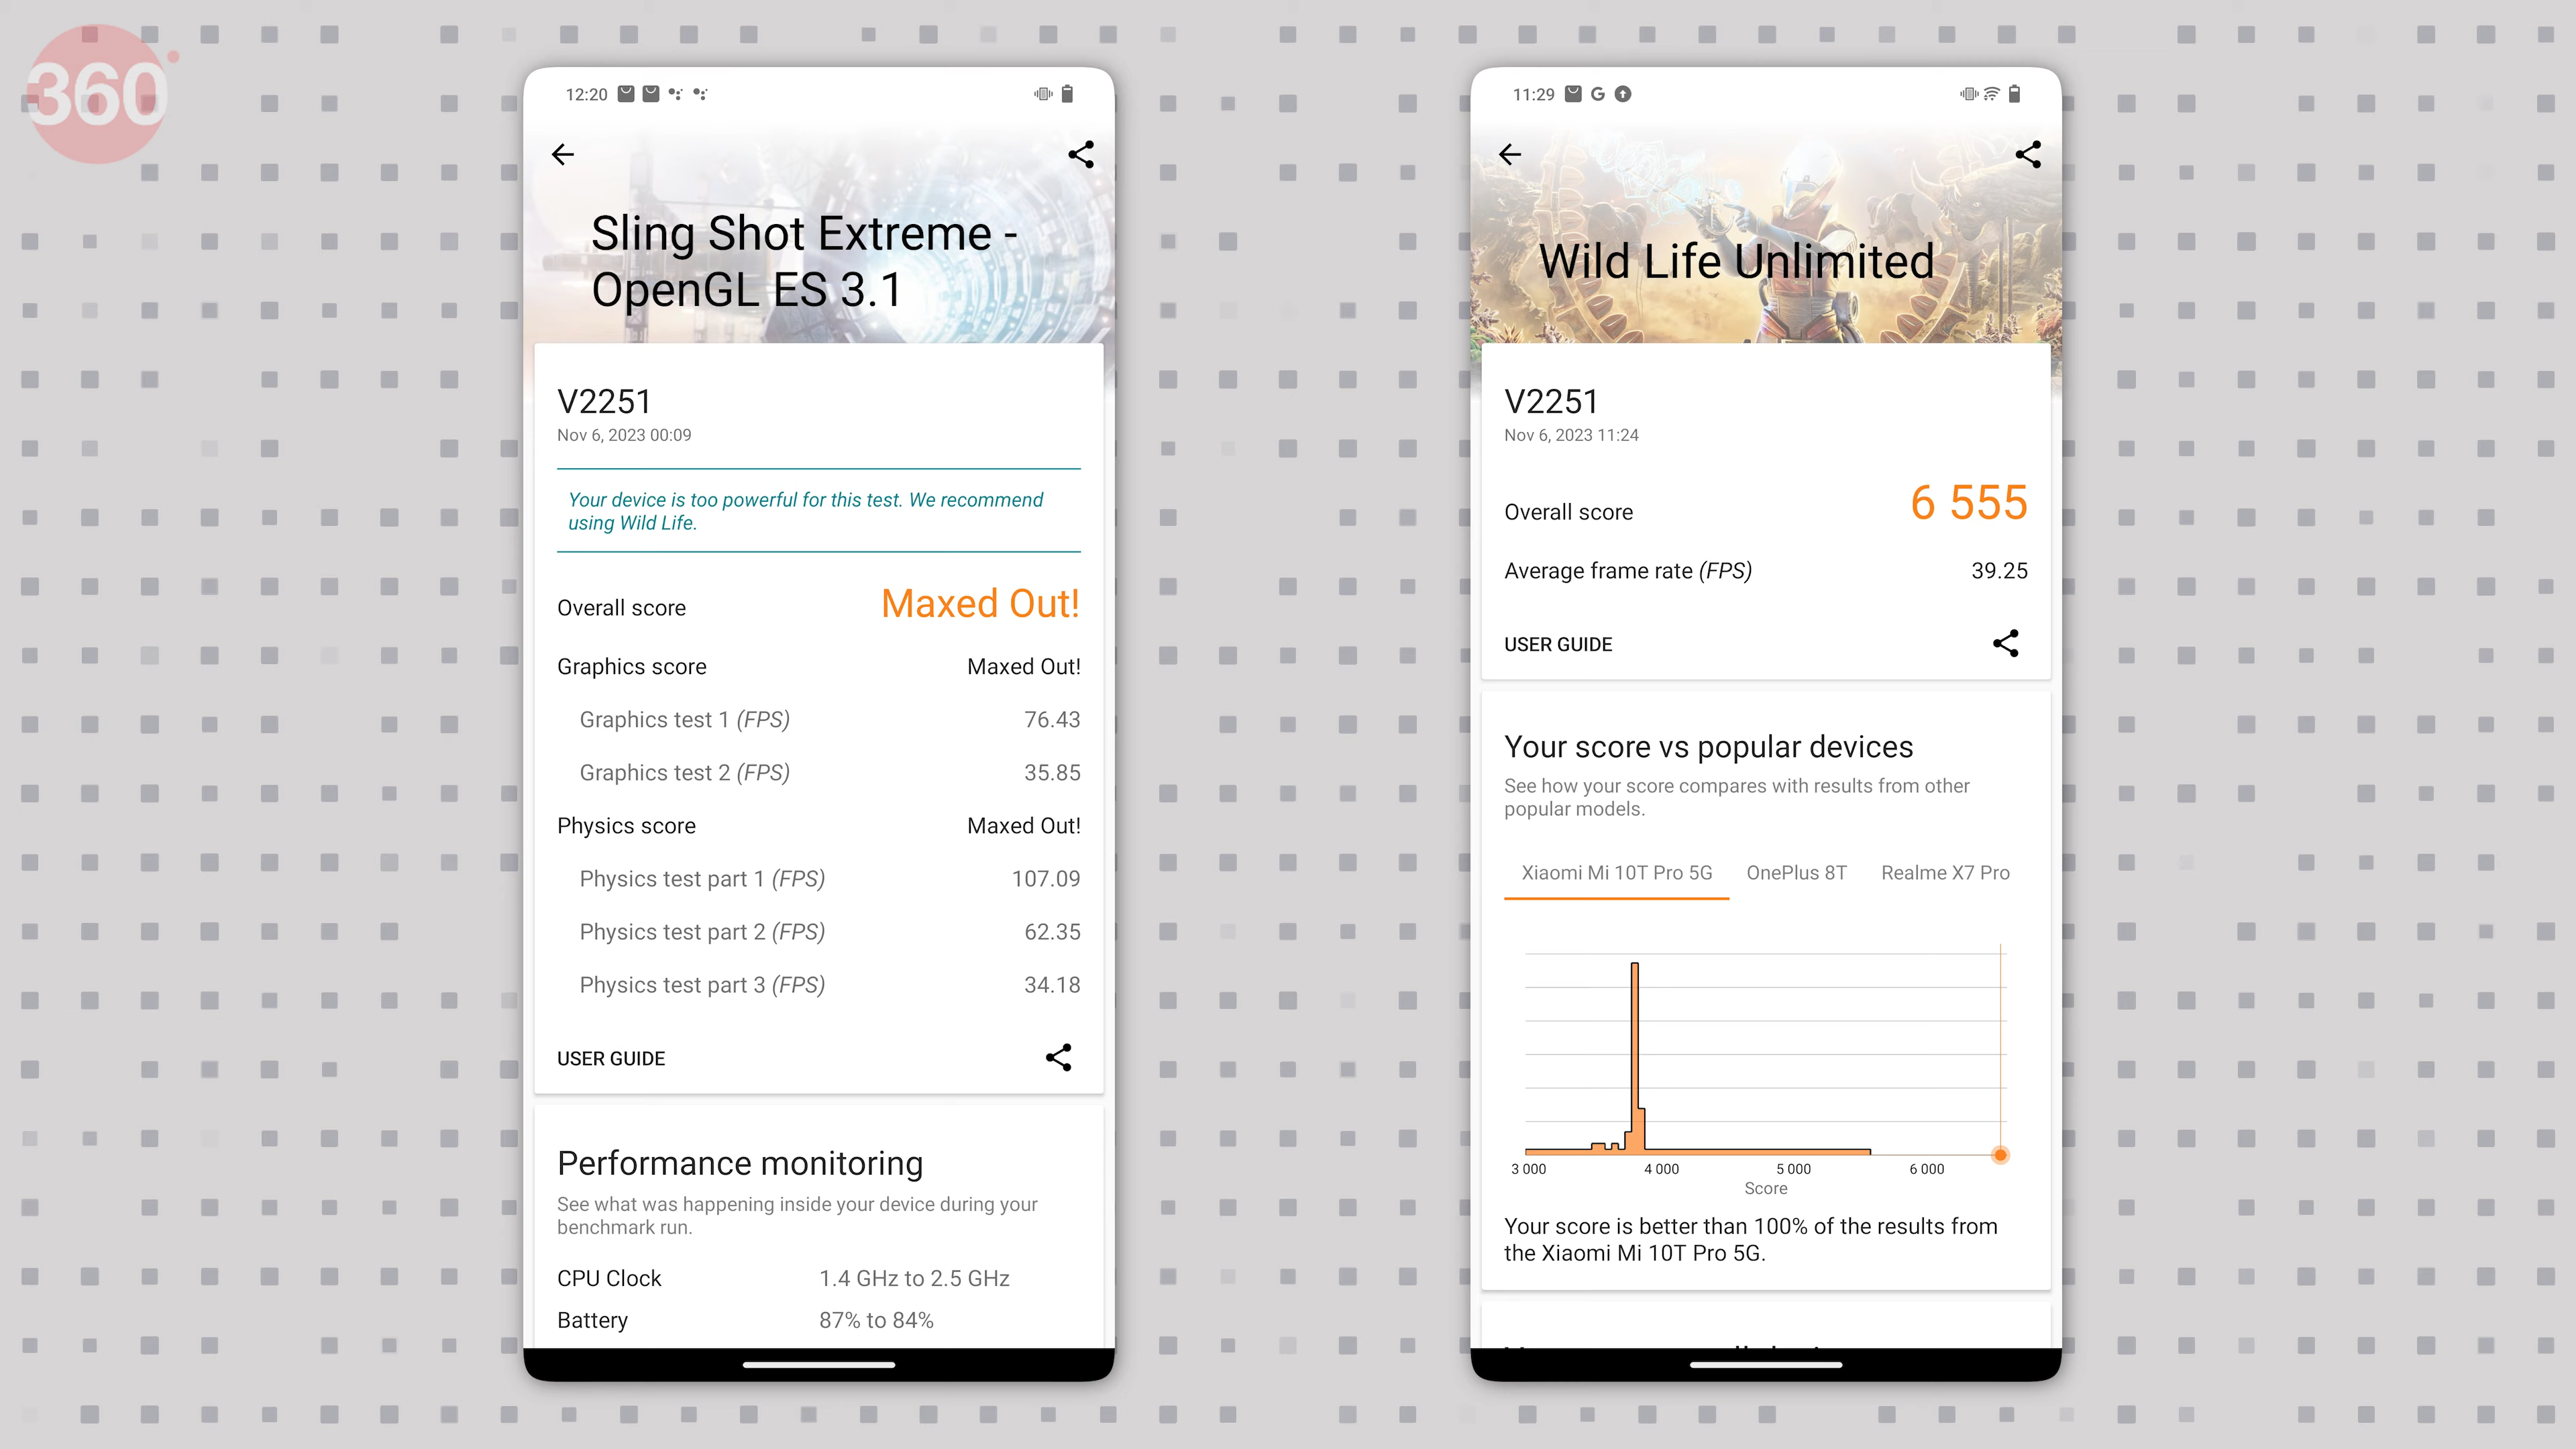 360
12:20
Sling Shot Extreme -
OpenGL ES 3.1
V2251
Nov 6, 2023 00:09
Your device is too powerful for this test. We recommend
using Wild Life.
Overall score Maxed Out!
Graphics score Maxed Out!
Graphics test 1 (FPS) 76.43
Graphics test 2 (FPS) 35.85
Physics score Maxed Out!
Physics test part 1 (FPS) 107.09
Physics test part 2 (FPS) 62.35
Physics test part 3 (FPS) 34.18
USER GUIDE
Performance monitoring
See what was happening inside your device during your
benchmark run.
CPU Clock 1.4 GHz to 2.5 GHz
Battery 87% to 84%
11:29 G
Wild Life Unlimited
V2251
Nov 6, 2023 11:24
Overall score 6 555
Average frame rate (FPS) 39.25
USER GUIDE
Your score vs popular devices
See how your score compares with results from other
popular models.
Xiaomi Mi 10T Pro 5G OnePlus 8T Realme X7 Pro
3 000 4 000 5 000 6 000
Score
Your score is better than 100% of the results from
the Xiaomi Mi 10T Pro 5G.